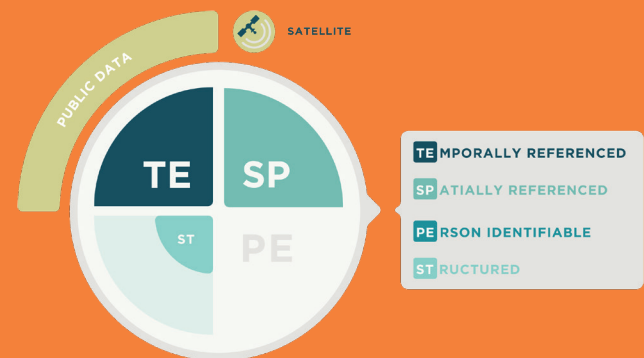 SATELLITE
PUBLIC DATA
TE SP
ST PE
TEMPORALLY REFERENCED
SPATIALLY REFERENCED
PERSON IDENTIFIABLE
STRUCTURED